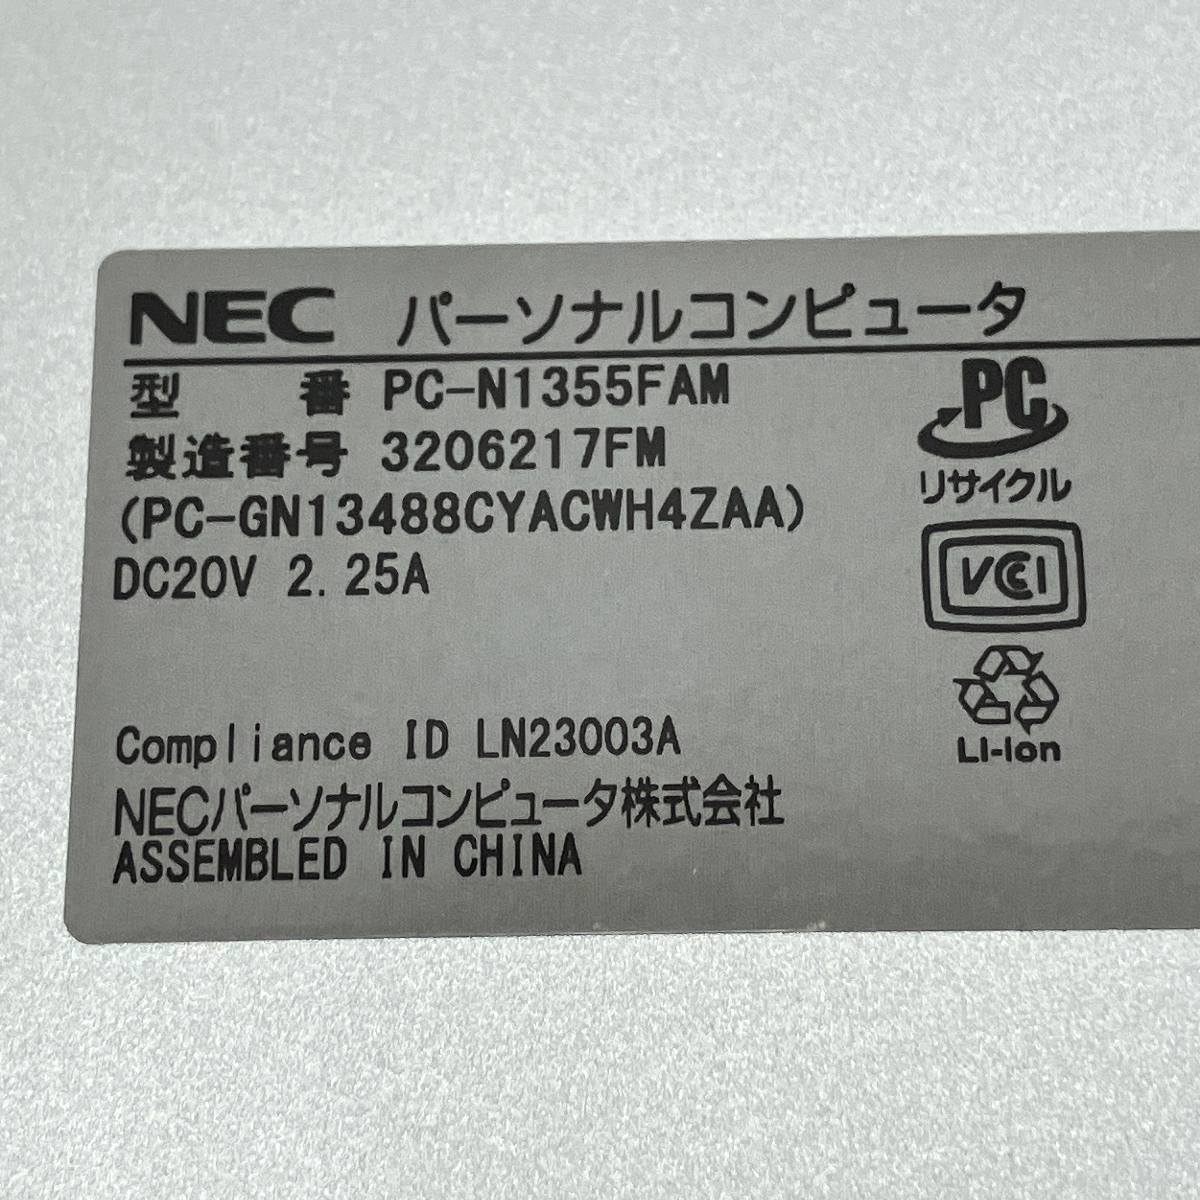 NEC パーソナルコンピュータ
型 番 PC-N1355FAM
製造番号 3206217FM
(PC-GN13488CYACWH4ZAA)
DC20V 2.25A
PC
リサイクル
VCCI
Li-ion
Compliance ID LN23003A
NECパーソナルコンピュータ株式会社
ASSEMBLED IN CHINA